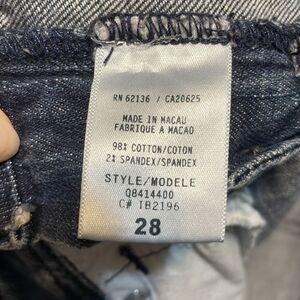 RN 62136 / CA20625
MADE IN MACAU
FABRIQUE A MACAO
98% COTTON/COTON
2% SPANDEX/SPANDEX
STYLE/MODELE
Q8414400
C# IB2196
28